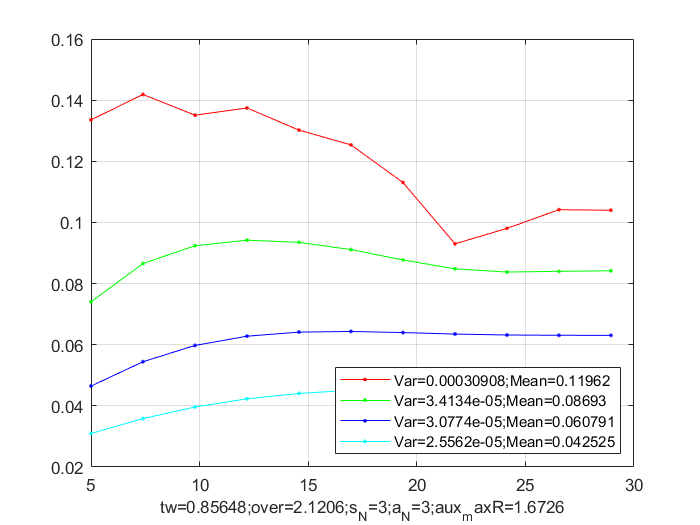 0.16
0.14
0.12
0.1
0.08
0.06
0.04
0.02
Var=0.00030908;Mean=0.11962
Var=3.4134e-05;Mean=0.08693
Var=3.0774e-05;Mean=0.060791
Var=2.5562e-05;Mean=0.042525
5 10 15 20 25 30
tw=0.85648;over=2.1206;s_N=3;a_N=3;aux_maxR=1.6726